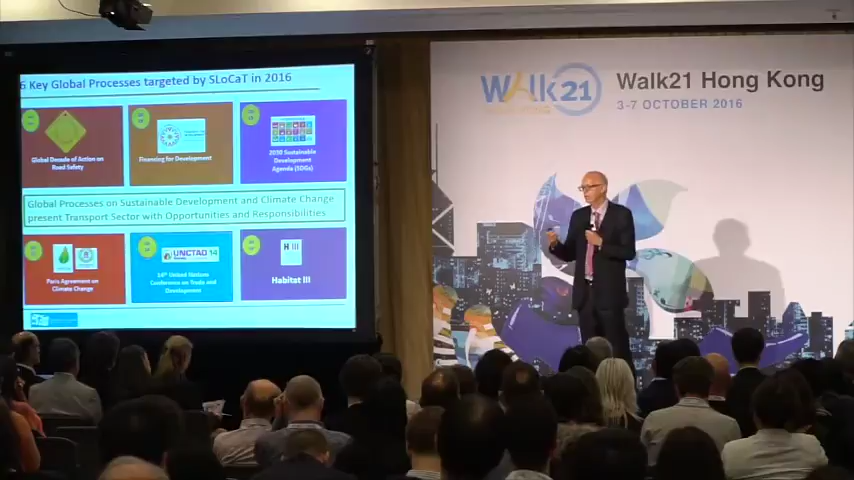 6 Key Global Processes targeted by SLoCaT in 2016
Global Decade of Action on
Road Safety
Financing for Development
2030 Sustainable
Development
Agenda (SDGs)
Global Processes on Sustainable Development and Climate Change
present Transport Sector with Opportunities and Responsibilities
Paris Agreement on
Climate Change
UNCTAD 14
14th United Nations
Conference on Trade and
Development
H III
Habitat III
Walk21
Walk21 Hong Kong
3-7 OCTOBER 2016